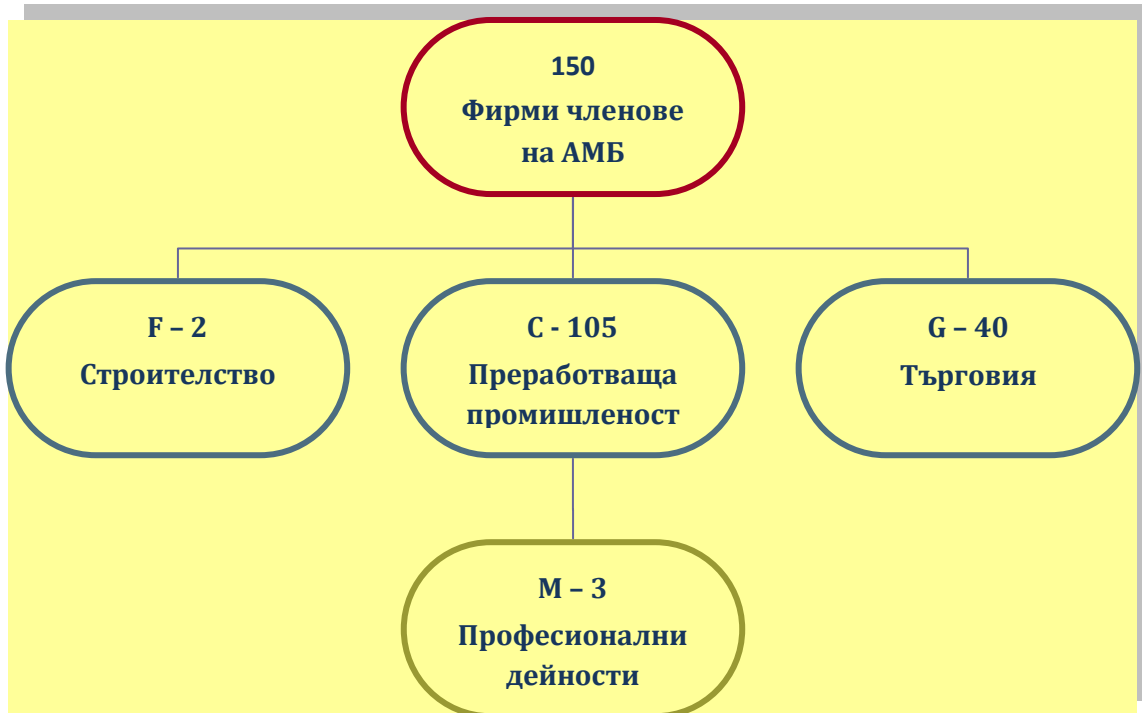 150
Фирми членове
на АМБ
F – 2
Строителство
C - 105
Преработваща
промишленост
G – 40
Търговия
M – 3
Професионални
дейности